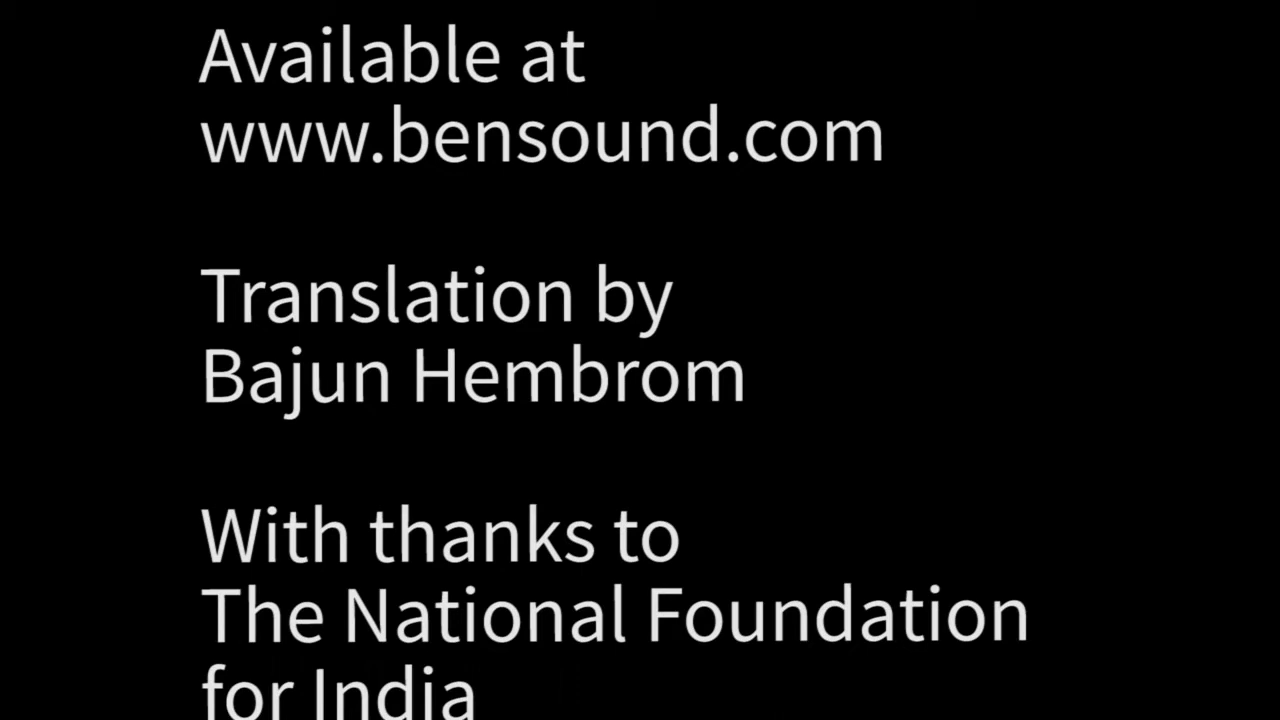 Available at
www.bensound.com
Translation by
Bajun Hembrom
With thanks to
The National Foundation
for India